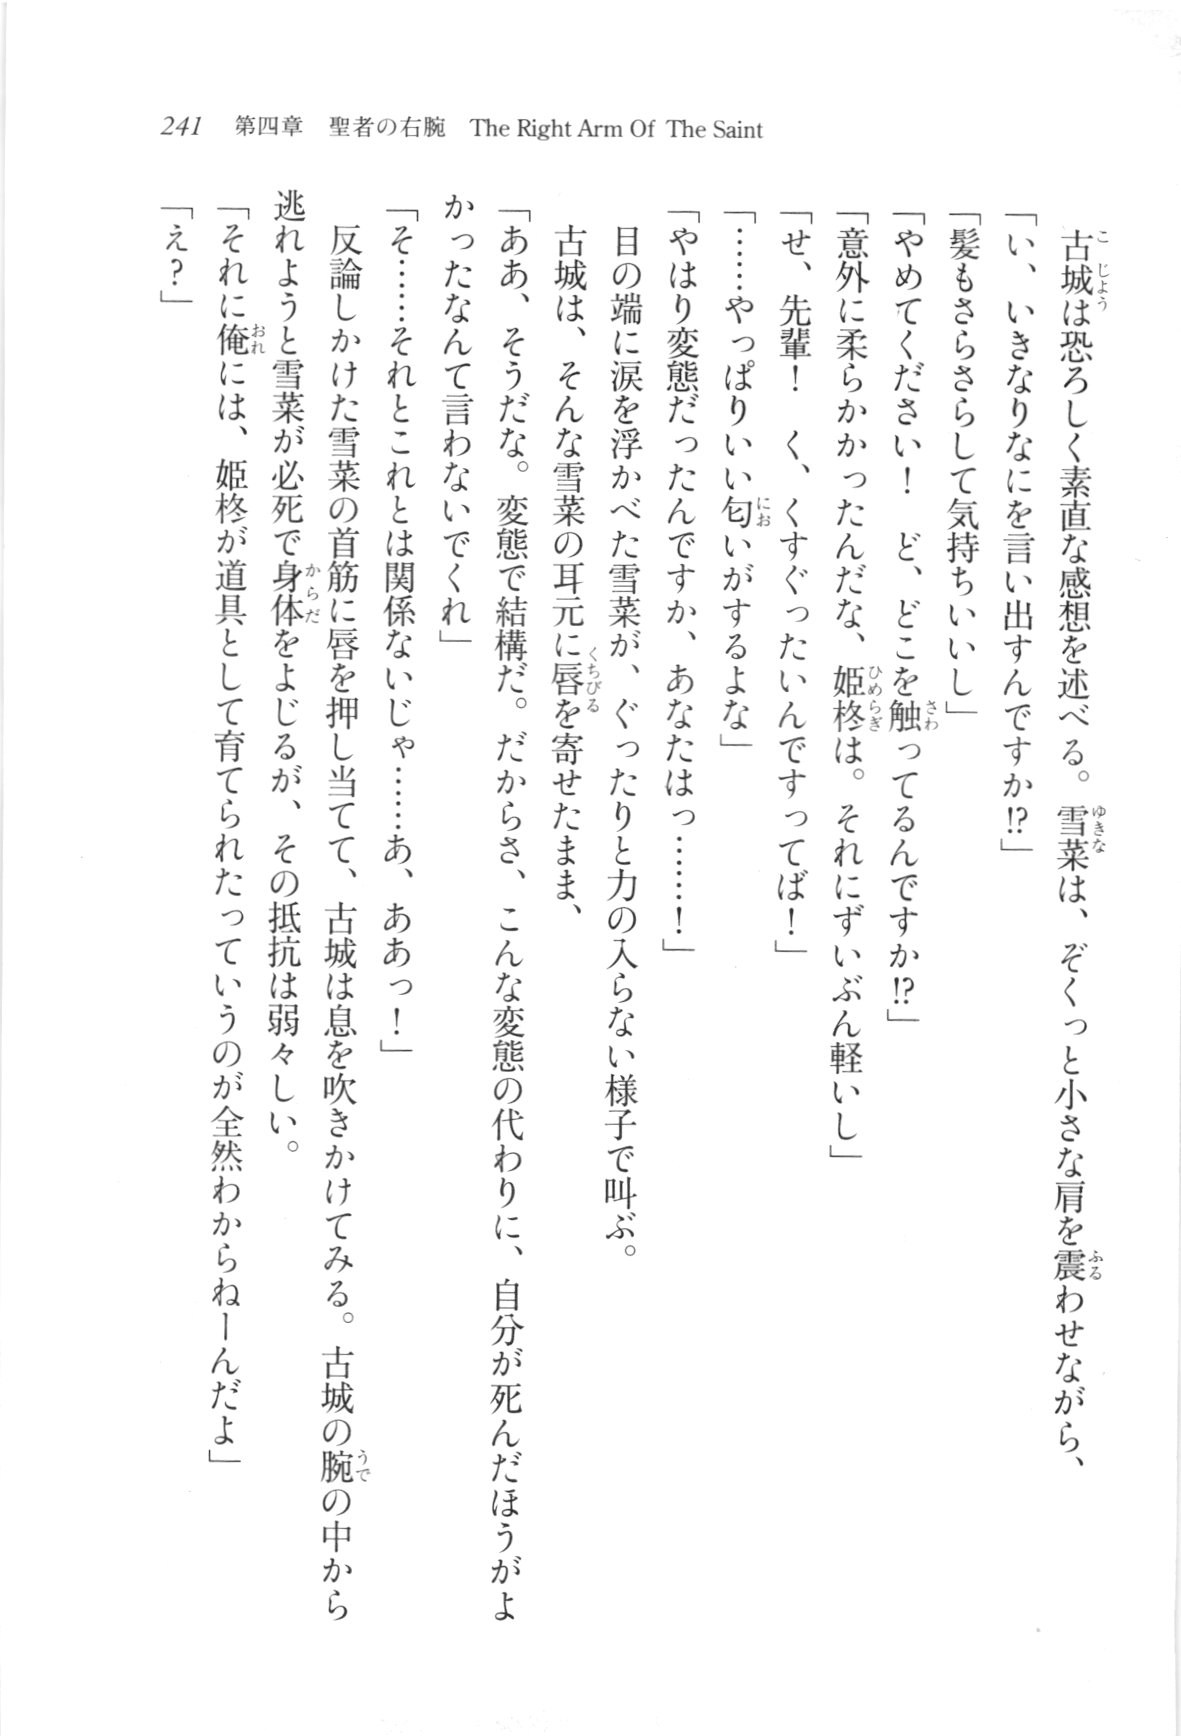 241 第四章 聖者の右腕 The Right Arm Of The Saint
古城は恐ろしく素直な感想を述べる。雪菜は、ぞくっと小さな肩を震わせながら、
「い、いきなりなにを言い出すんですか!?」
「髪もさらさらして気持ちいいし」
「やめてください！　ど、どこを触ってるんですか!?」
「意外に柔らかかったんだな、姫柊は。それにずいぶん軽いし」
「せ、先輩！　く、くすぐったいんですってば！」
「……やっぱりいい匂いがするよな」
「やはり変態だったんですか、あなたはっ……！」
目の端に涙を浮かべた雪菜が、ぐったりと力の入らない様子で叫ぶ。
古城は、そんな雪菜の耳元に唇を寄せたまま、
「ああ、そうだな。変態で結構だ。だからさ、こんな変態の代わりに、自分が死んだほうがよ
かったなんて言わないでくれ」
「そ……それとこれとは関係ないじゃ……あ、ああっ！」
反論しかけた雪菜の首筋に唇を押し当てて、古城は息を吹きかけてみる。古城の腕の中から
逃れようと雪菜が必死で身体をよじるが、その抵抗は弱々しい。
「それに俺には、姫柊が道具として育てられたっていうのが全然わからねーんだよ」
「え？」